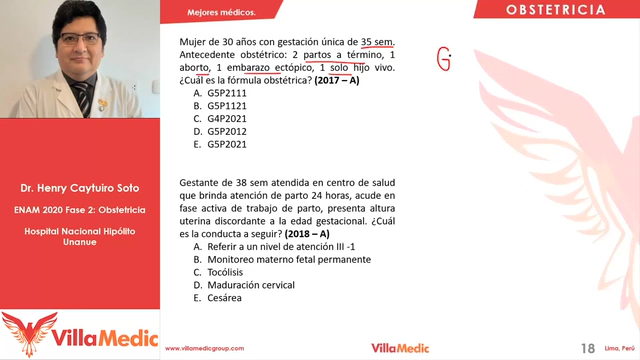 Mejores médicos.
OBSTETRICIA
Mujer de 30 años con gestación única de 35 sem.
Antecedente obstétrico: 2 partos a término, 1
aborto, 1 embarazo ectópico, 1 solo hijo vivo.
¿Cuál es la fórmula obstétrica? (2017 – A)
A. G5P2111
B. G5P1121
C. G4P2021
D. G5P2012
E. G5P2021
G
Gestante de 38 sem atendida en centro de salud
que brinda atención de parto 24 horas, acude en
fase activa de trabajo de parto, presenta altura
uterina discordante a la edad gestacional. ¿Cuál
es la conducta a seguir? (2018 – A)
A. Referir a un nivel de atención III -1
B. Monitoreo materno fetal permanente
C. Tocólisis
D. Maduración cervical
E. Cesárea
Dr. Henry Caytuiro Soto
ENAM 2020 Fase 2: Obstetricia
Hospital Nacional Hipólito
Unanue
VillaMedic
www.villamedicgroup.com
VillaMedic
18
Lima, Perú